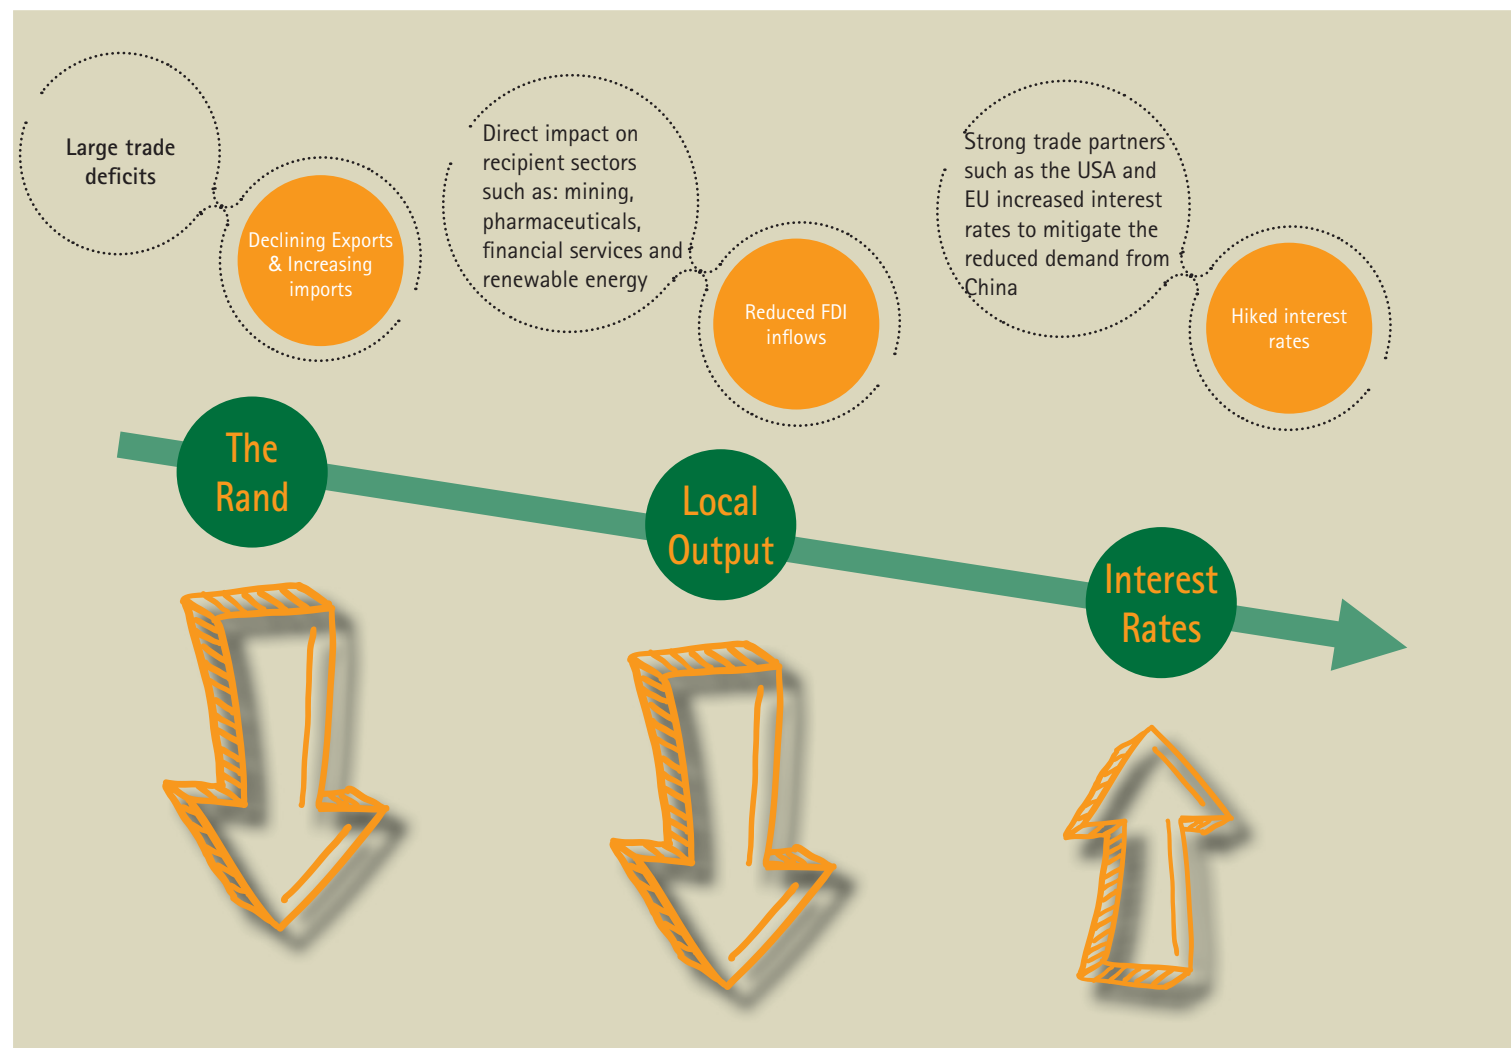 Large trade
deficits
Declining Exports
& Increasing
imports
Direct impact on
recipient sectors
such as: mining,
pharmaceuticals,
financial services and
renewable energy
Reduced FDI
inflows
Strong trade partners
such as the USA and
EU increased interest
rates to mitigate the
reduced demand from
China
Hiked interest
rates
The
Rand
Local
Output
Interest
Rates